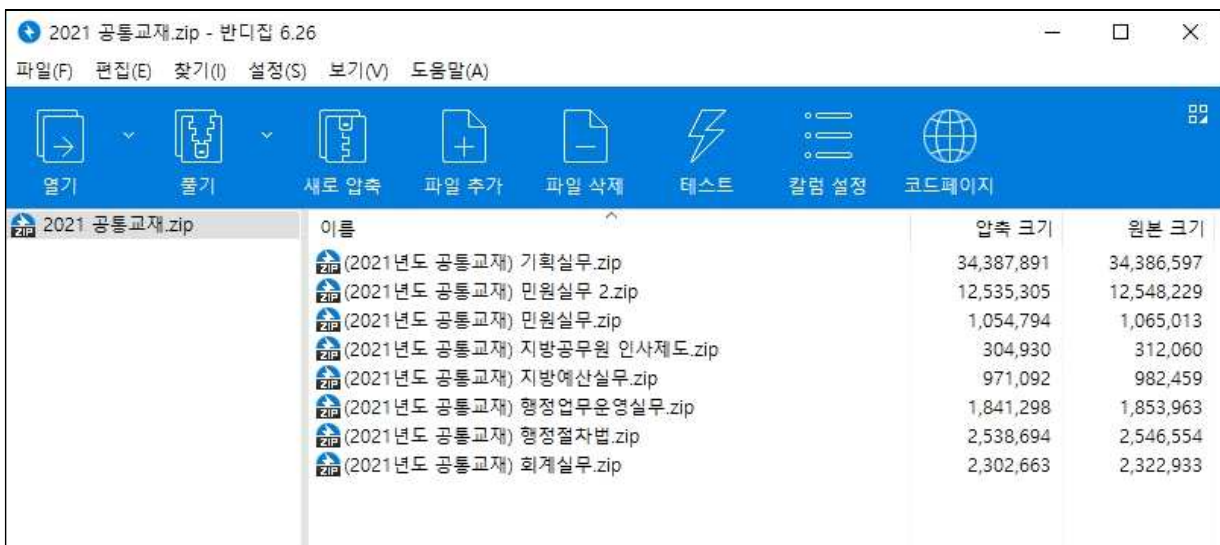 2021 공통교재.zip - 반디집 6.26
파일(F) 편집(E) 찾기(I) 설정(S) 보기(V) 도움말(A)
열기 풀기 새로 압축 파일 추가 파일 삭제 테스트 칼럼 설정 코드페이지
2021 공통교재.zip 이름 압축 크기 원본 크기
(2021년도 공통교재) 기획실무.zip 34,387,891 34,386,597
(2021년도 공통교재) 민원실무 2.zip 12,535,305 12,548,229
(2021년도 공통교재) 민원실무.zip 1,054,794 1,065,013
(2021년도 공통교재) 지방공무원 인사제도.zip 304,930 312,060
(2021년도 공통교재) 지방예산실무.zip 971,092 982,459
(2021년도 공통교재) 행정업무운영실무.zip 1,841,298 1,853,963
(2021년도 공통교재) 행정절차법.zip 2,538,694 2,546,554
(2021년도 공통교재) 회계실무.zip 2,302,663 2,322,933